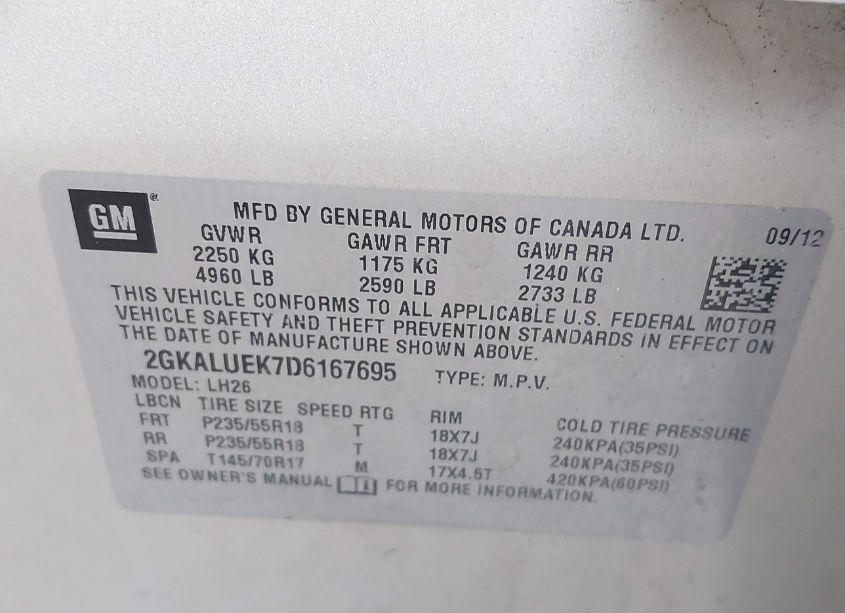 GM
MFD BY GENERAL MOTORS OF CANADA LTD. 09/12
GVWR GAWR FRT GAWR RR
2250 KG 1175 KG 1240 KG
4960 LB 2590 LB 2733 LB
THIS VEHICLE CONFORMS TO ALL APPLICABLE U.S. FEDERAL MOTOR
VEHICLE SAFETY AND THEFT PREVENTION STANDARDS IN EFFECT ON
THE DATE OF MANUFACTURE SHOWN ABOVE.
2GKALUEK7D6167695 TYPE: M.P.V.
MODEL: LH26
LBCN TIRE SIZE SPEED RTG RIM COLD TIRE PRESSURE
FRT P235/55R18 T 18X7J 240KPA(35PSI)
RR P235/55R18 T 18X7J 240KPA(35PSI)
SPA T145/70R17 M 17X4.5T 420KPA(60PSI)
SEE OWNER'S MANUAL FOR MORE INFORMATION.